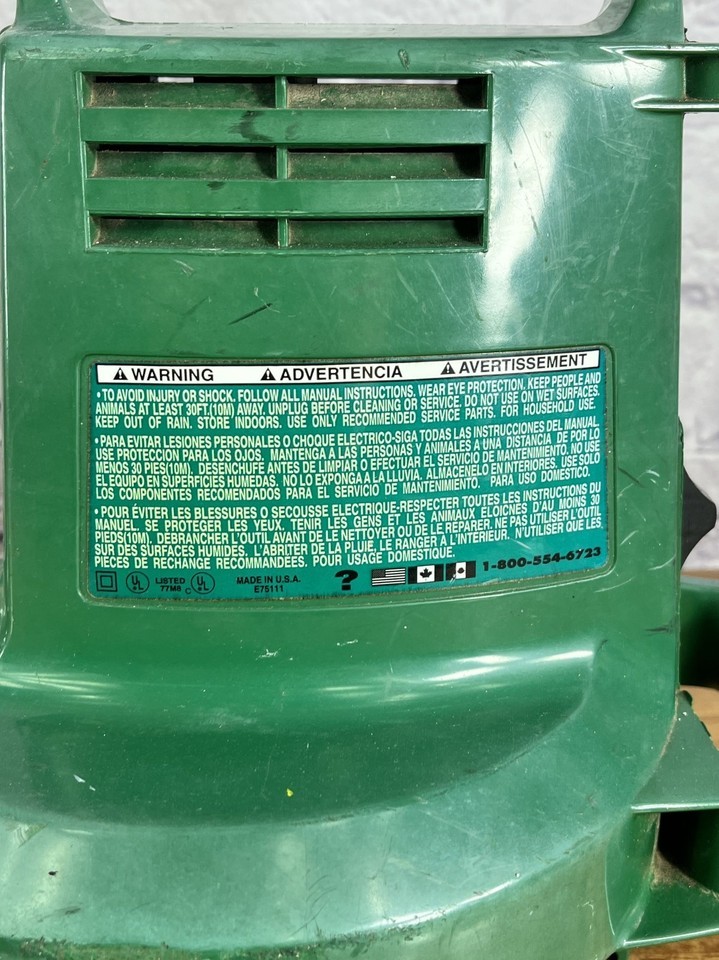 WARNING ADVERTENCIA AVERTISSEMENT
• TO AVOID INJURY OR SHOCK. FOLLOW ALL MANUAL INSTRUCTIONS. WEAR EYE PROTECTION. KEEP PEOPLE AND
ANIMALS AT LEAST 30FT.(10M) AWAY. UNPLUG BEFORE CLEANING OR SERVICE. DO NOT USE ON WET SURFACES.
KEEP OUT OF RAIN. STORE INDOORS. USE ONLY RECOMMENDED SERVICE PARTS. FOR HOUSEHOLD USE.
• PARA EVITAR LESIONES PERSONALES O CHOQUE ELECTRICO-SIGA TODAS LAS INSTRUCCIONES DEL MANUAL.
USE PROTECCION PARA LOS OJOS. MANTENGA A LAS PERSONAS Y ANIMALES A UNA DISTANCIA DE POR LO
MENOS 30 PIES(10M). DESENCHUFE ANTES DE LIMPIAR O EFECTUAR EL SERVICIO DE MANTENIMIENTO. NO USE
EL EQUIPO EN SUPERFICIES HUMEDAS. NO LO EXPONGA A LA LLUVIA. ALMACENELO EN INTERIORES. USE SOLO
LOS COMPONENTES RECOMENDADOS PARA EL SERVICIO DE MANTENIMIENTO. PARA USO DOMESTICO.
• POUR ÉVITER LES BLESSURES O SECOUSSE ELECTRIQUE-RESPECTER TOUTES LES INSTRUCTIONS DU
MANUEL. SE PROTÉGER LES YEUX. TENIR LES GENS ET LES ANIMAUX ELOICNES D'AU MOINS 30
PIEDS(10M). DEBRANCHER L'OUTIL AVANT DE LE NETTOYER OU DE LE REPARER. NE PAS UTILISER L'OUTIL
SUR DES SURFACES HUMIDES. L'ABRITER DE LA PLUIE, LE RANGER A L'INTERIEUR. N'UTILISER QUE LES
PIECES DE RECHANGE RECOMMANDEES. POUR USAGE DOMESTIQUE.
UL LISTED 77M8 C UL MADE IN U.S.A. E75111 ? 1-800-554-6723